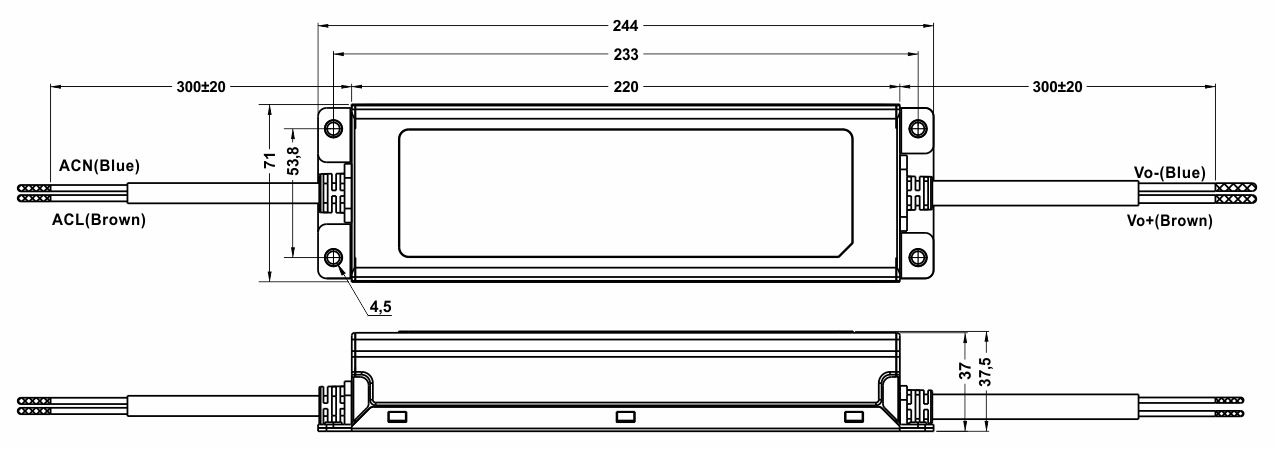 244
233
300±20
220
300±20
71
53,8
ACN(Blue)
ACL(Brown)
Vo-(Blue)
Vo+(Brown)
4,5
37
37,5